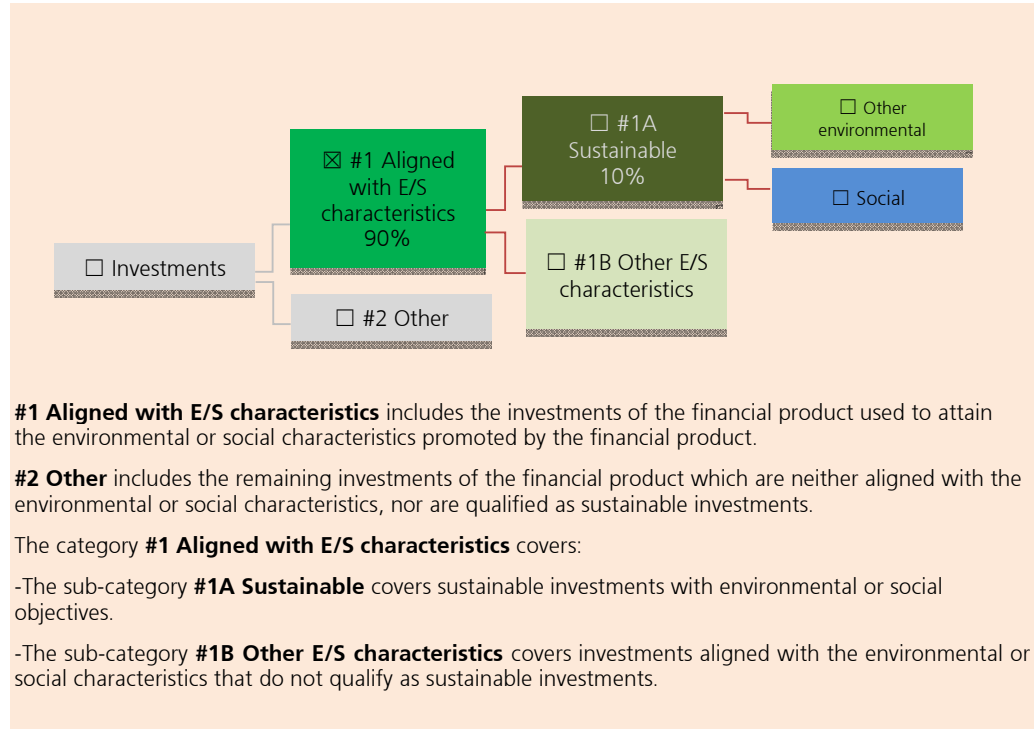 ☐ Investments
☒ #1 Aligned
with E/S
characteristics
90%
☐ #2 Other
☐ #1A
Sustainable
10%
☐ #1B Other E/S
characteristics
☐ Other
environmental
☐ Social
#1 Aligned with E/S characteristics includes the investments of the financial product used to attain
the environmental or social characteristics promoted by the financial product.
#2 Other includes the remaining investments of the financial product which are neither aligned with the
environmental or social characteristics, nor are qualified as sustainable investments.
The category #1 Aligned with E/S characteristics covers:
-The sub-category #1A Sustainable covers sustainable investments with environmental or social
objectives.
-The sub-category #1B Other E/S characteristics covers investments aligned with the environmental or
social characteristics that do not qualify as sustainable investments.